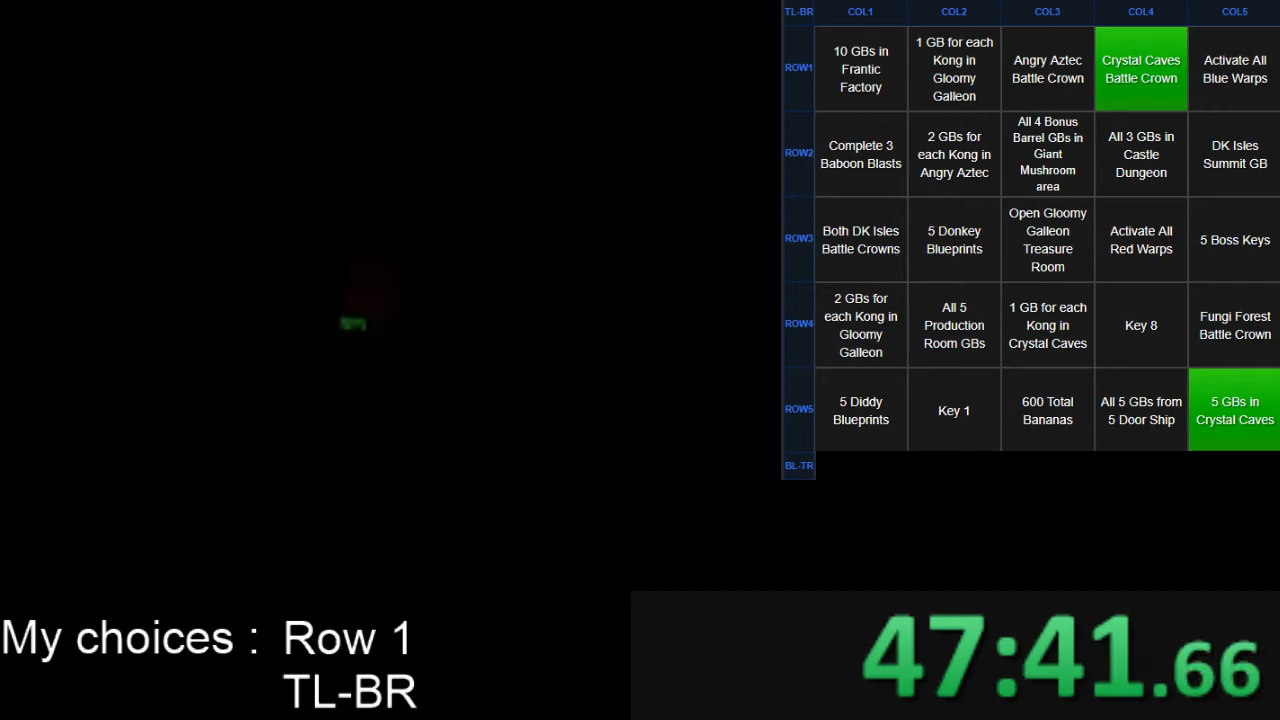 TL-BR COL1 COL2 COL3 COL4 COL5
ROW1
10 GBs in
Frantic
Factory
1 GB for each
Kong in
Gloomy
Galleon
Angry Aztec
Battle Crown
Crystal Caves
Battle Crown
Activate All
Blue Warps
ROW2
Complete 3
Baboon Blasts
2 GBs for
each Kong in
Angry Aztec
All 4 Bonus
Barrel GBs in
Giant
Mushroom
area
All 3 GBs in
Castle
Dungeon
DK Isles
Summit GB
ROW3
Both DK Isles
Battle Crowns
5 Donkey
Blueprints
Open Gloomy
Galleon
Treasure
Room
Activate All
Red Warps
5 Boss Keys
ROW4
2 GBs for
each Kong in
Gloomy
Galleon
All 5
Production
Room GBs
1 GB for each
Kong in
Crystal Caves
Key 8
Fungi Forest
Battle Crown
ROW5
5 Diddy
Blueprints
Key 1
600 Total
Bananas
All 5 GBs from
5 Door Ship
5 GBs in
Crystal Caves
BL-TR
My choices : Row 1
TL-BR
47:41.66